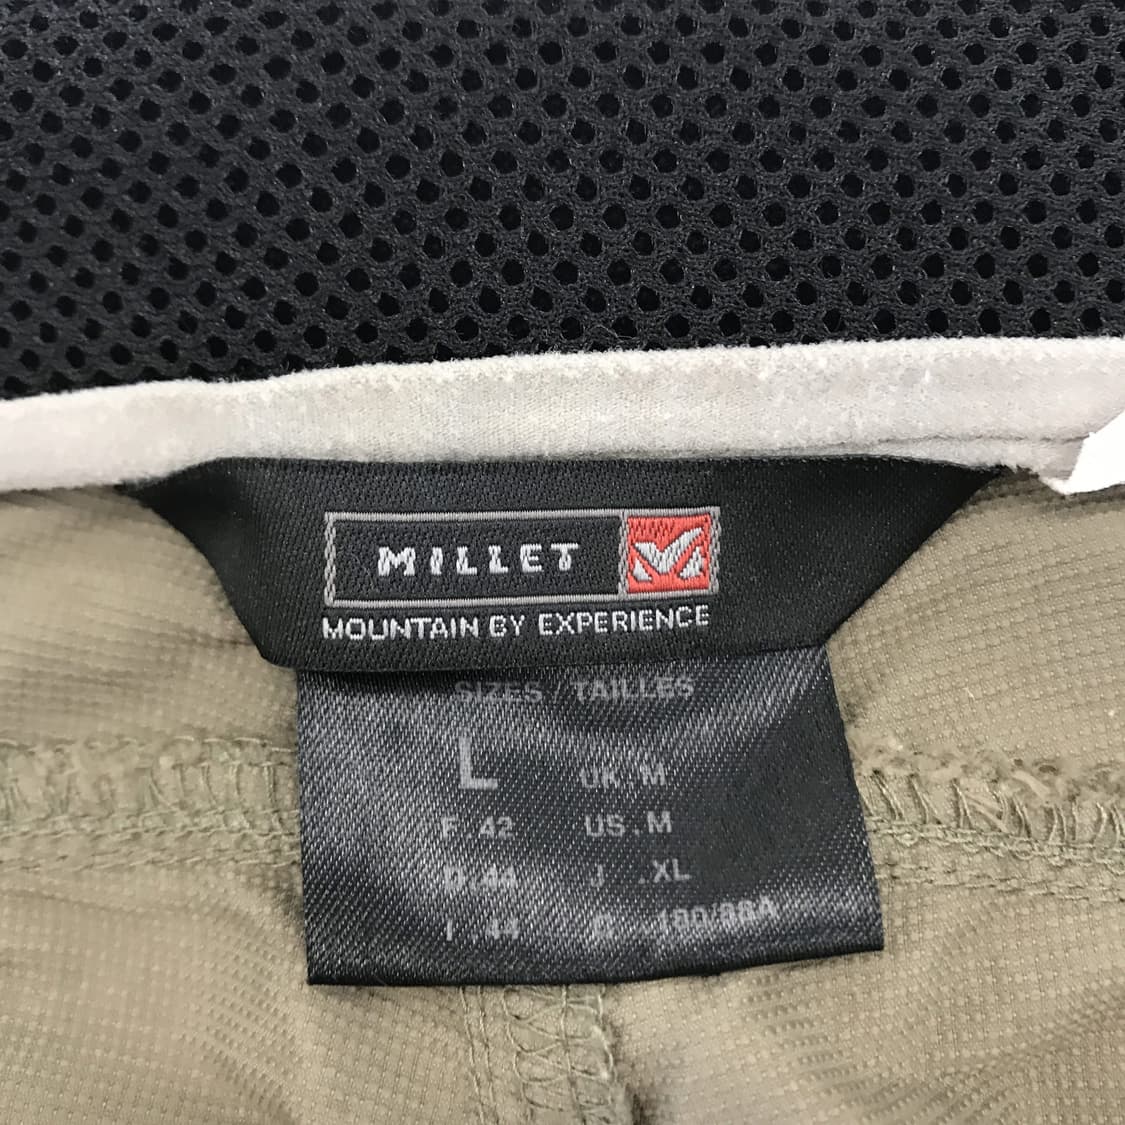 MILLET
MOUNTAIN BY EXPERIENCE
SIZES / TAILLES
L
UK. M
F. 42
US. M
D. 44
J . XL
I . 44
C . 180/88A